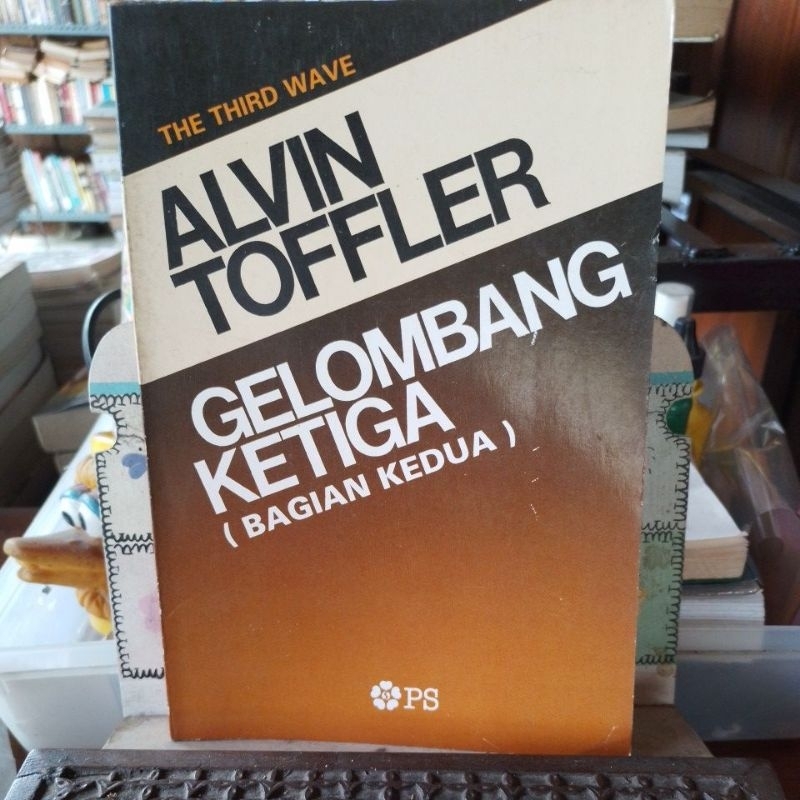 THE THIRD WAVE
ALVIN
TOFFLER
GELOMBANG
KETIGA
( BAGIAN KEDUA )
PS